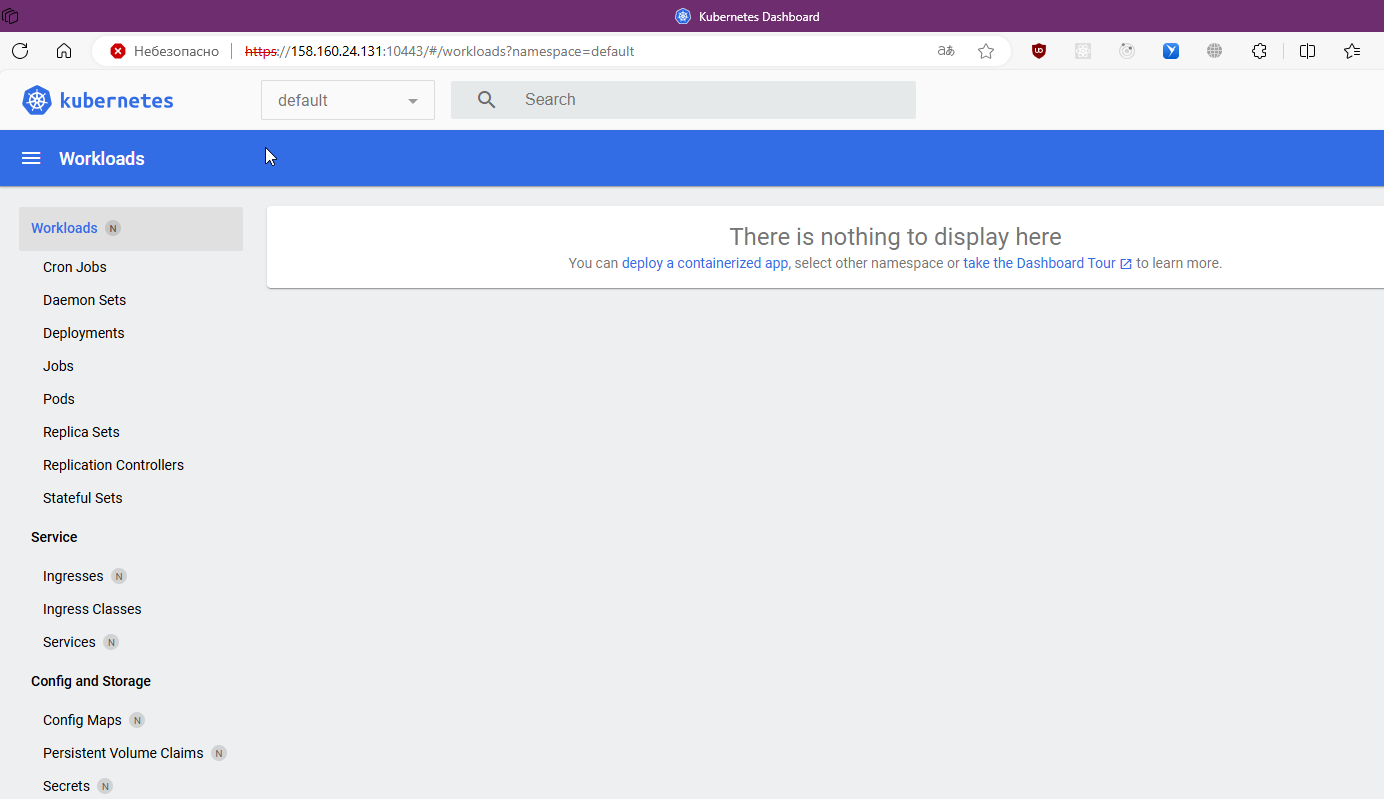 Kubernetes Dashboard
Небезопасно https://158.160.24.131:10443/#/workloads?namespace=default aあ
kubernetes default Search
Workloads
Workloads N
Cron Jobs
Daemon Sets
Deployments
Jobs
Pods
Replica Sets
Replication Controllers
Stateful Sets
Service
Ingresses N
Ingress Classes
Services N
Config and Storage
Config Maps N
Persistent Volume Claims N
Secrets N
There is nothing to display here
You can deploy a containerized app, select other namespace or take the Dashboard Tour to learn more.